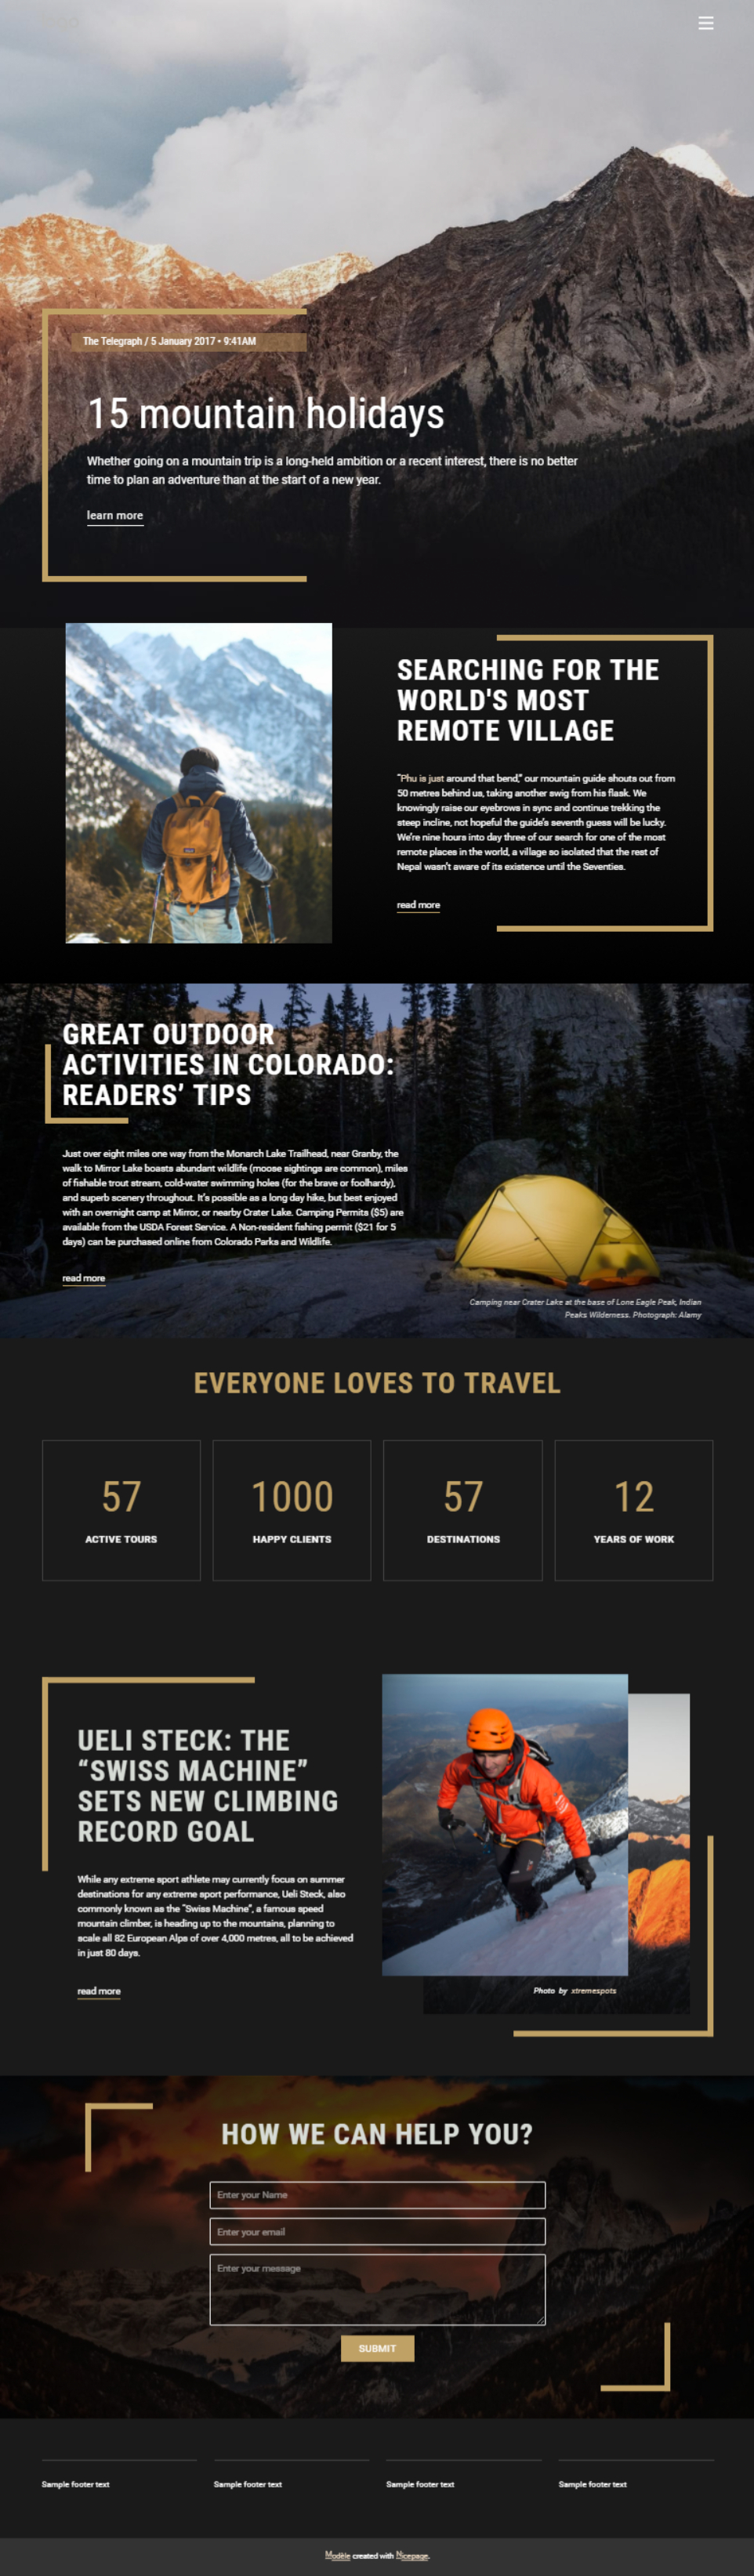 The Telegraph / 5 January 2017 • 9:41AM
15 mountain holidays
Whether going on a mountain trip is a long-held ambition or a recent interest, there is no better
time to plan an adventure than at the start of a new year.
learn more
SEARCHING FOR THE
WORLD'S MOST
REMOTE VILLAGE
“Phu is just around that bend,” our mountain guide shouts out from
50 metres behind us, taking another swig from his flask. We
knowingly raise our eyebrows in sync and continue trekking the
steep incline, not hopeful the guide’s seventh guess will be lucky.
We’re nine hours into day three of our search for one of the most
remote places in the world, a village so isolated that the rest of
Nepal wasn’t aware of its existence until the Seventies.
read more
GREAT OUTDOOR
ACTIVITIES IN COLORADO:
READERS’ TIPS
Just over eight miles one way from the Monarch Lake Trailhead, near Granby, the
walk to Mirror Lake boasts abundant wildlife (moose sightings are common), miles
of fishable trout stream, cold-water swimming holes (for the brave or foolhardy),
and superb scenery throughout. It’s possible as a long day hike, but best enjoyed
with an overnight camp at Mirror, or nearby Crater Lake. Camping Permits ($5) are
available from the USDA Forest Service. A Non-resident fishing permit ($21 for 5
days) can be purchased online from Colorado Parks and Wildlife.
read more
Camping near Crater Lake at the base of Lone Eagle Peak, Indian
Peaks Wilderness. Photograph: Alamy
EVERYONE LOVES TO TRAVEL
57
ACTIVE TOURS
1000
HAPPY CLIENTS
57
DESTINATIONS
12
YEARS OF WORK
UELI STECK: THE
“SWISS MACHINE”
SETS NEW CLIMBING
RECORD GOAL
While any extreme sport athlete may currently focus on summer
destinations for any extreme sport performance, Ueli Steck, also
commonly known as the “Swiss Machine”, a famous speed
mountain climber, is heading up to the mountains, planning to
scale all 82 European Alps of over 4,000 metres, all to be achieved
in just 80 days.
read more
Photo by xtremespots
HOW WE CAN HELP YOU?
Enter your Name
Enter your email
Enter your message
SUBMIT
Sample footer text
Sample footer text
Sample footer text
Sample footer text
Modèle created with Nicepage.